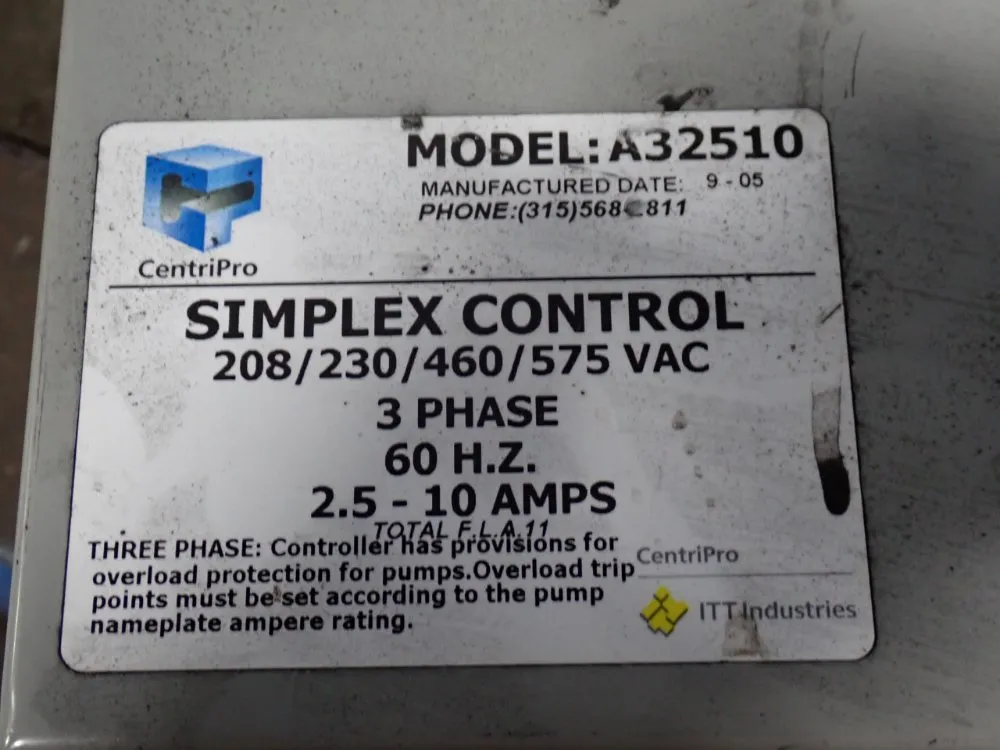 MODEL: A32510
MANUFACTURED DATE: 9 - 05
PHONE:(315)568 811
CentriPro
SIMPLEX CONTROL
208/230/460/575 VAC
3 PHASE
60 H.Z.
2.5 - 10 AMPS
TOTAL F.L.A.11
THREE PHASE: Controller has provisions for
overload protection for pumps.Overload trip
points must be set according to the pump
nameplate ampere rating.
CentriPro
ITT Industries